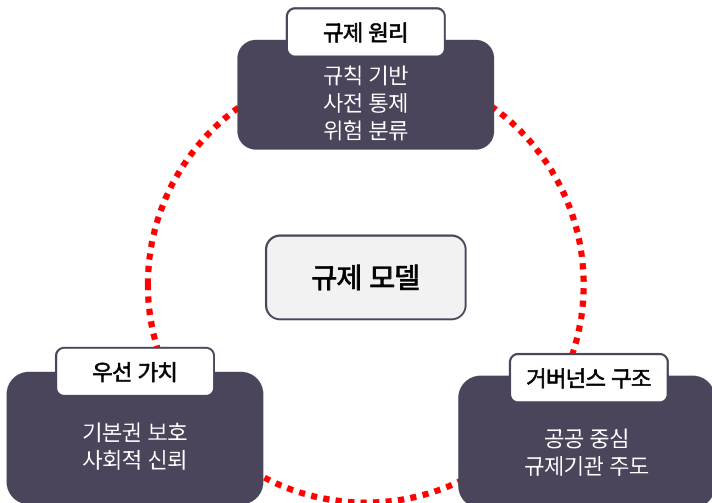 규제 원리
규칙 기반
사전 통제
위험 분류
규제 모델
우선 가치
기본권 보호
사회적 신뢰
거버넌스 구조
공공 중심
규제기관 주도